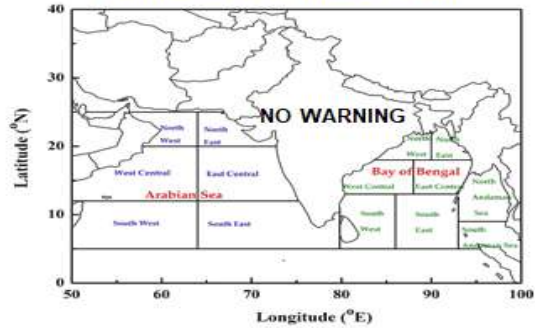 40
30
20
10
0
50
60
70
80
90
100
Latitude (°N)
Longitude (°E)
NO WARNING
North
West
North
East
West Central
East Central
Arabian Sea
South West
South East
North
West
North
East
Bay of Bengal
West Central
East Central
South
West
South
East
North
Andaman
Sea
South
Andaman Sea